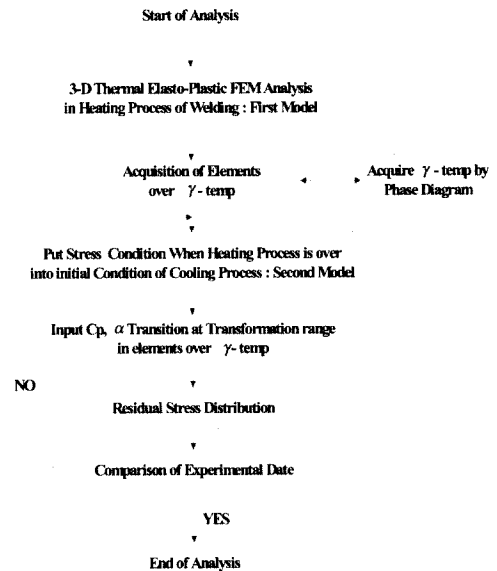 Start of Analysis
3-D Thermal Elasto-Plastic FEM Analysis
in Heating Process of Welding : First Model
Acquisition of Elements
over γ-temp
Acquire γ-temp by
Phase Diagram
Put Stress Condition When Heating Process is over
into initial Condition of Cooling Process : Second Model
Input Cp, α Transition at Transformation range
in elements over γ-temp
NO
Residual Stress Distribution
Comparison of Experimental Date
YES
End of Analysis